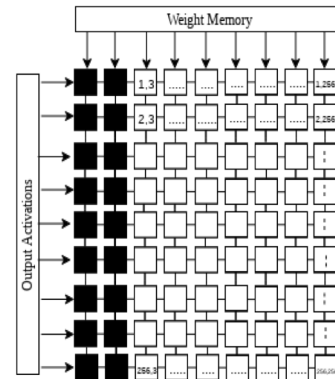 Weight Memory
Output Activations
1,3 ..... .... .... ..... ..... 1,256
2,3 ..... .... .... ..... ..... 2,256
256,3 ..... .... .... ..... .....